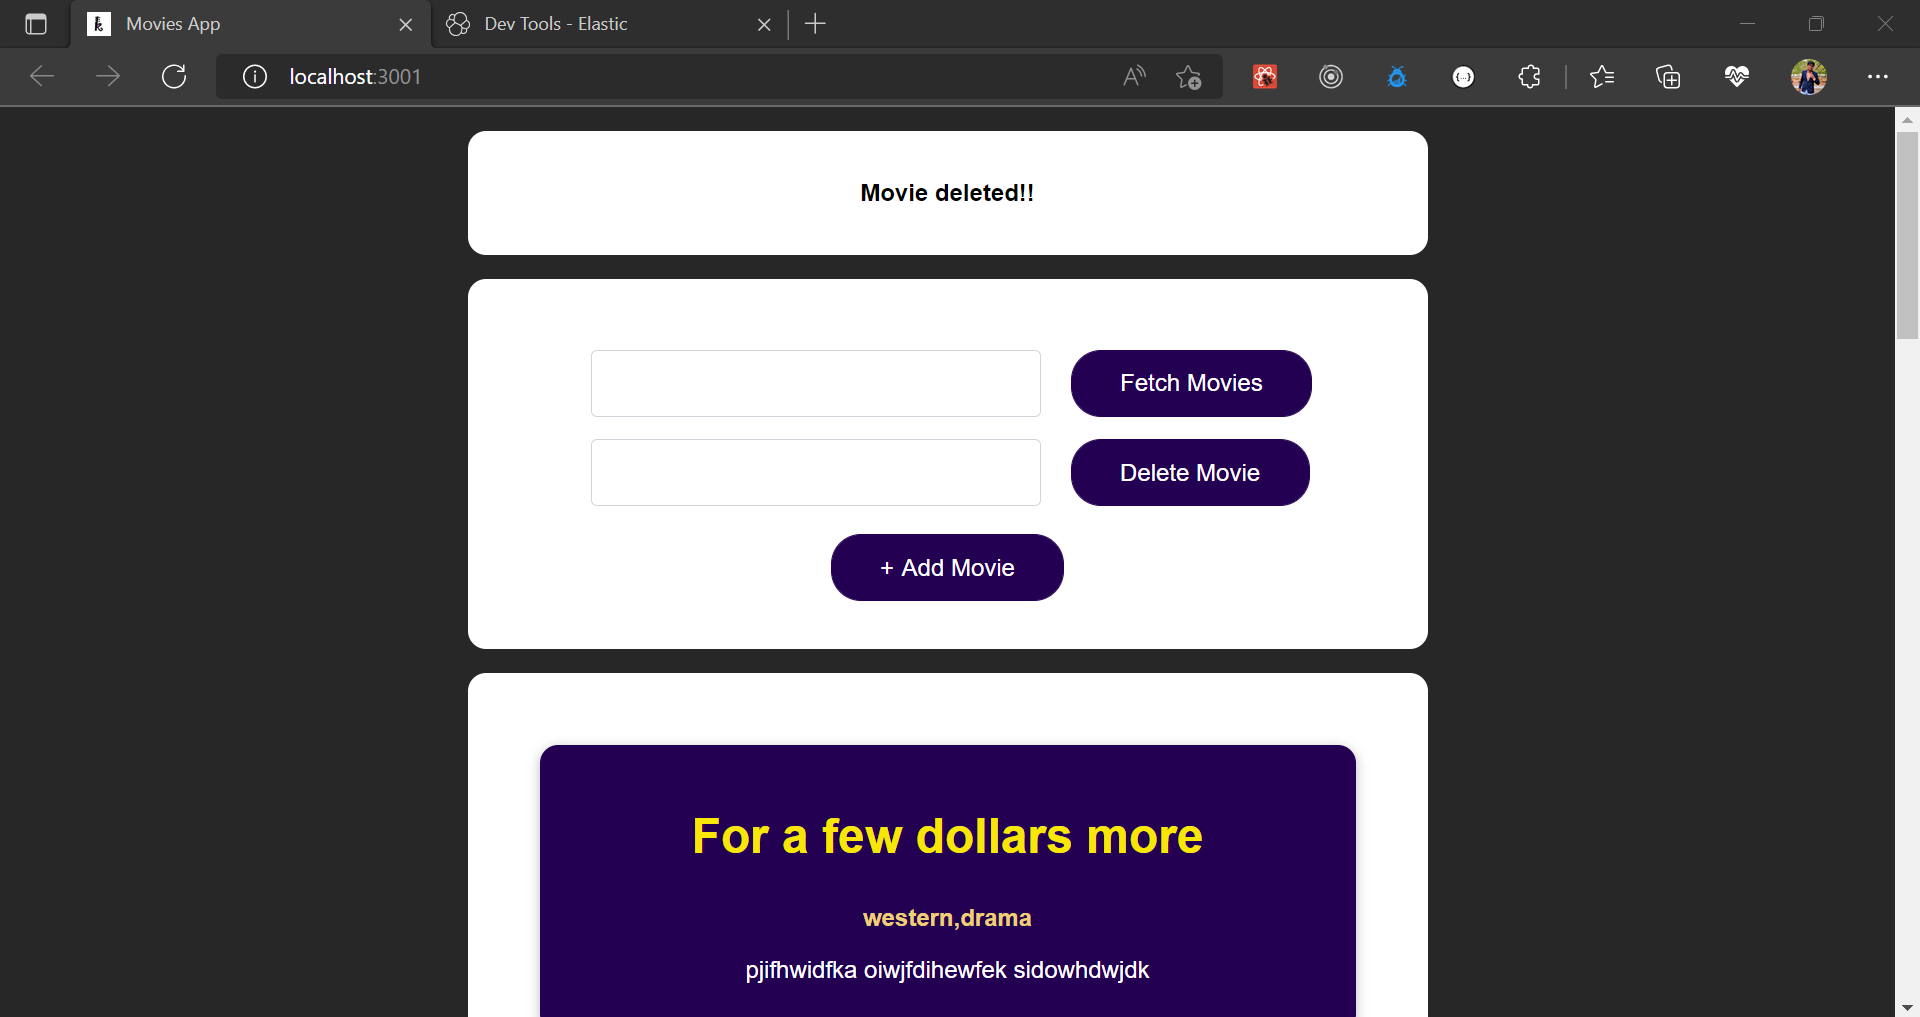 Movies App
Dev Tools - Elastic
localhost:3001
Movie deleted!!
Fetch Movies
Delete Movie
+ Add Movie
For a few dollars more
western,drama
pjifhwidfka oiwjfdihewfek sidowhdwjdk